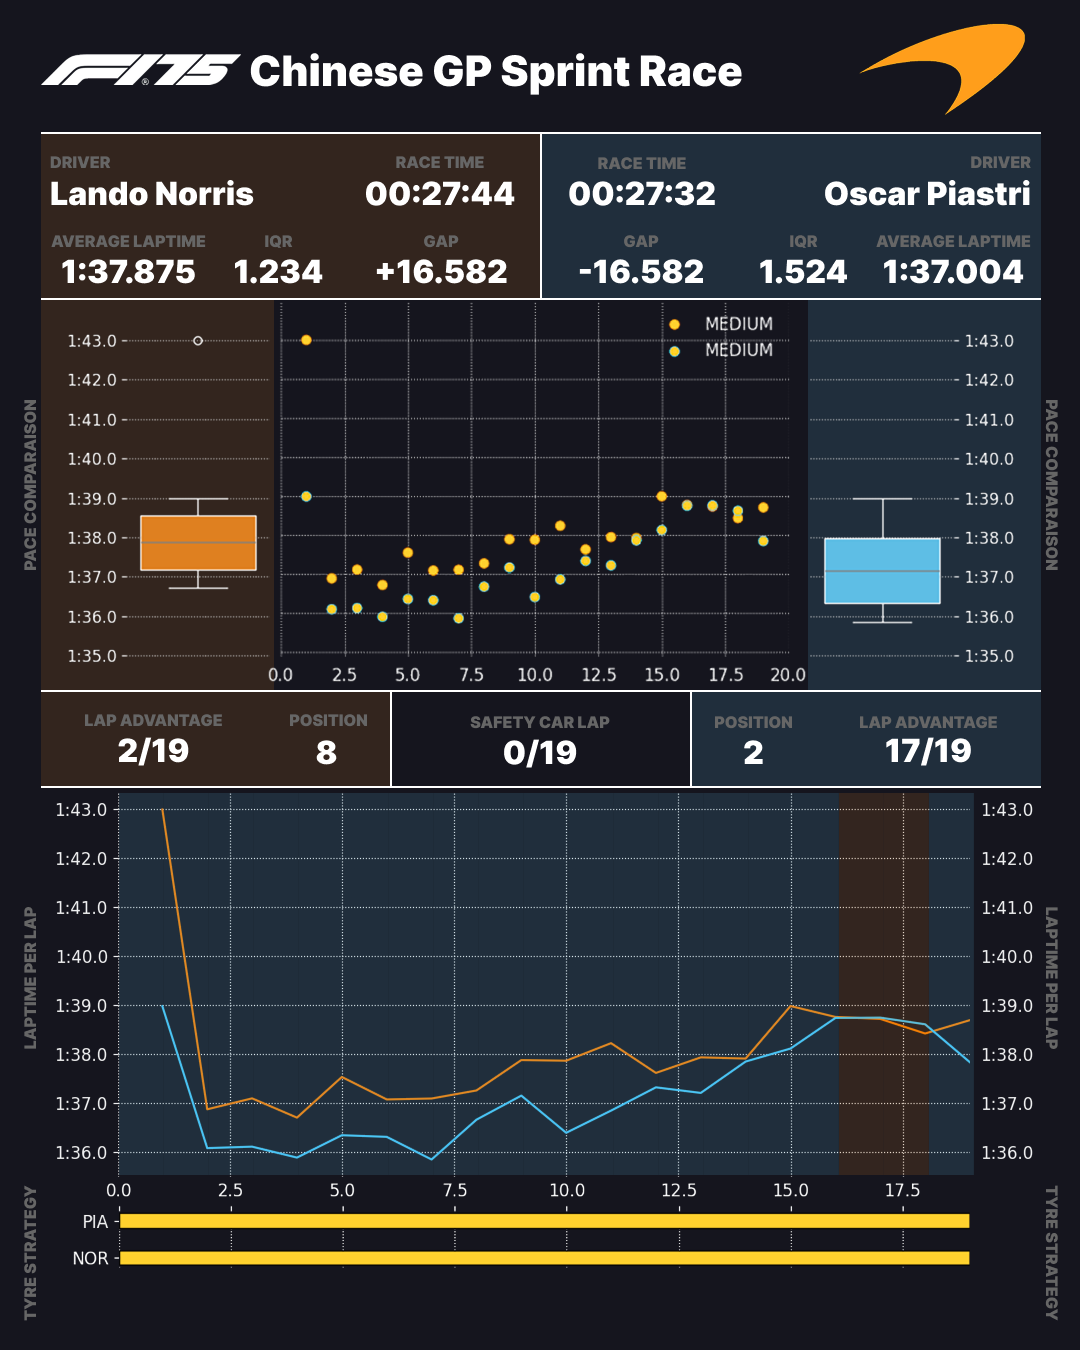 F1.75® Chinese GP Sprint Race
DRIVER RACE TIME RACE TIME DRIVER
Lando Norris 00:27:44 00:27:32 Oscar Piastri
AVERAGE LAPTIME IQR GAP GAP IQR AVERAGE LAPTIME
1:37.875 1.234 +16.582 -16.582 1.524 1:37.004
PACE COMPARAISON
1:43.0
1:42.0
1:41.0
1:40.0
1:39.0
1:38.0
1:37.0
1:36.0
1:35.0
MEDIUM
MEDIUM
0.0 2.5 5.0 7.5 10.0 12.5 15.0 17.5 20.0
1:43.0
1:42.0
1:41.0
1:40.0
1:39.0
1:38.0
1:37.0
1:36.0
1:35.0
PACE COMPARAISON
LAP ADVANTAGE POSITION SAFETY CAR LAP POSITION LAP ADVANTAGE
2/19 8 0/19 2 17/19
LAPTIME PER LAP
1:43.0
1:42.0
1:41.0
1:40.0
1:39.0
1:38.0
1:37.0
1:36.0
1:43.0
1:42.0
1:41.0
1:40.0
1:39.0
1:38.0
1:37.0
1:36.0
LAPTIME PER LAP
0.0 2.5 5.0 7.5 10.0 12.5 15.0 17.5
TYRE STRATEGY
PIA
NOR
TYRE STRATEGY